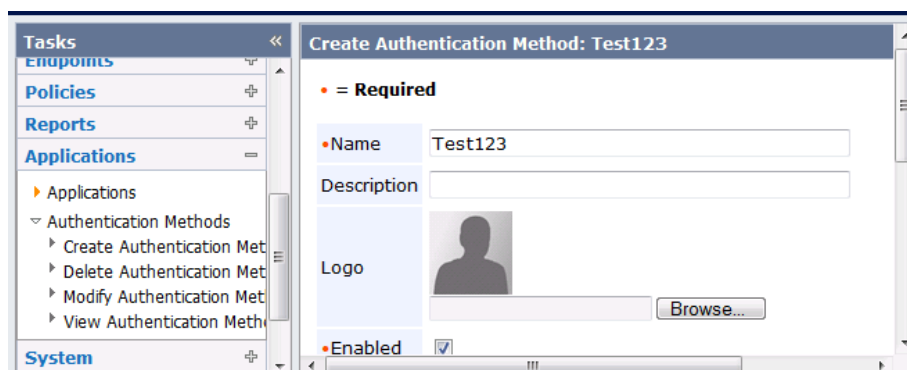 Tasks «
Endpoints
Policies
Reports
Applications
Applications
Authentication Methods
Create Authentication Met
Delete Authentication Met
Modify Authentication Met
View Authentication Meth
System
Create Authentication Method: Test123
• = Required
•Name Test123
Description
Logo
Browse...
•Enabled